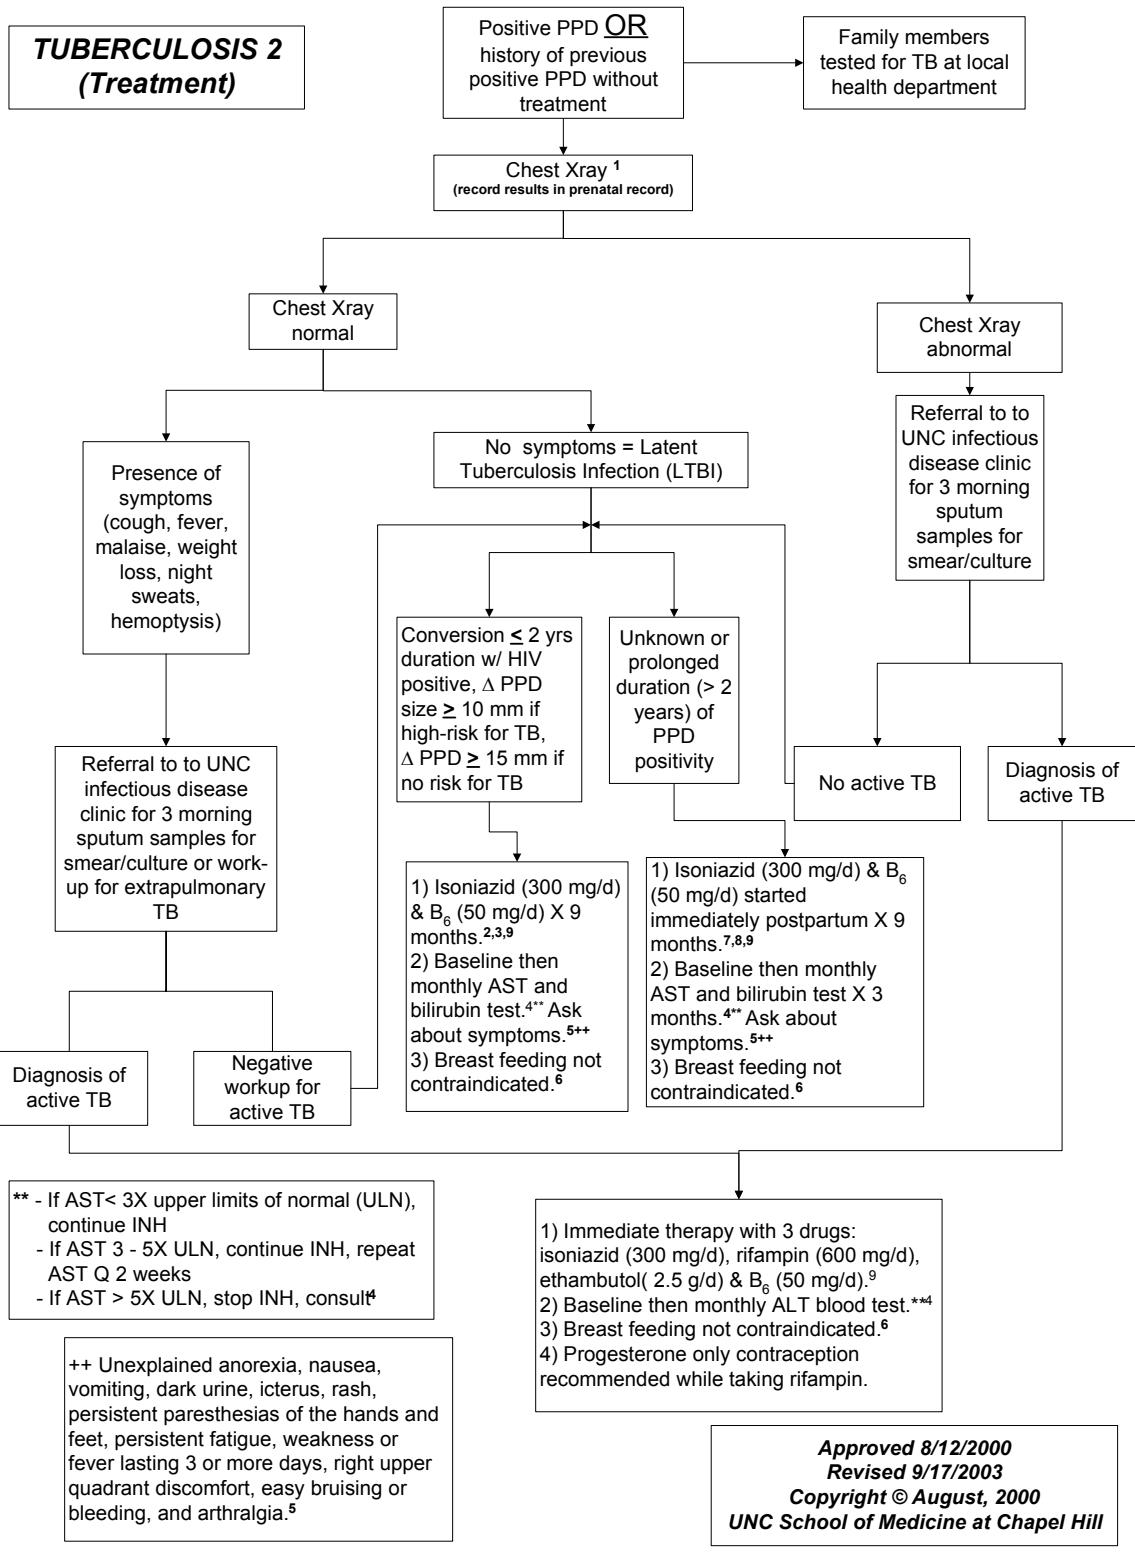 TUBERCULOSIS 2
(Treatment)
Positive PPD OR
history of previous
positive PPD without
treatment
Family members
tested for TB at local
health department
Chest Xray 1
(record results in prenatal record)
Chest Xray
normal
Chest Xray
abnormal
Presence of
symptoms
(cough, fever,
malaise, weight
loss, night
sweats,
hemoptysis)
No symptoms = Latent
Tuberculosis Infection (LTBI)
Referral to to
UNC infectious
disease clinic
for 3 morning
sputum
samples for
smear/culture
Conversion ≤ 2 yrs
duration w/ HIV
positive, Δ PPD
size ≥ 10 mm if
high-risk for TB,
Δ PPD ≥ 15 mm if
no risk for TB
Unknown or
prolonged
duration (> 2
years) of
PPD
positivity
No active TB
Diagnosis of
active TB
Referral to to UNC
infectious disease
clinic for 3 morning
sputum samples for
smear/culture or work-
up for extrapulmonary
TB
1) Isoniazid (300 mg/d)
& B6 (50 mg/d) X 9
months.2,3,9
2) Baseline then
monthly AST and
bilirubin test.4** Ask
about symptoms.5++
3) Breast feeding not
contraindicated.6
1) Isoniazid (300 mg/d) & B6
(50 mg/d) started
immediately postpartum X 9
months.7,8,9
2) Baseline then monthly
AST and bilirubin test X 3
months.4** Ask about
symptoms.5++
3) Breast feeding not
contraindicated.6
Diagnosis of
active TB
Negative
workup for
active TB
** - If AST< 3X upper limits of normal (ULN),
continue INH
- If AST 3 - 5X ULN, continue INH, repeat
AST Q 2 weeks
- If AST > 5X ULN, stop INH, consult4
1) Immediate therapy with 3 drugs:
isoniazid (300 mg/d), rifampin (600 mg/d),
ethambutol( 2.5 g/d) & B6 (50 mg/d).9
2) Baseline then monthly ALT blood test.**4
3) Breast feeding not contraindicated.6
4) Progesterone only contraception
recommended while taking rifampin.
++ Unexplained anorexia, nausea,
vomiting, dark urine, icterus, rash,
persistent paresthesias of the hands and
feet, persistent fatigue, weakness or
fever lasting 3 or more days, right upper
quadrant discomfort, easy bruising or
bleeding, and arthralgia.5
Approved 8/12/2000
Revised 9/17/2003
Copyright © August, 2000
UNC School of Medicine at Chapel Hill